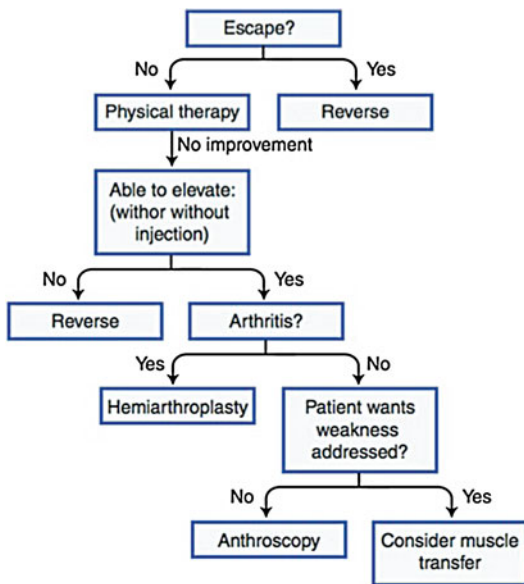 Escape?
No
Yes
Physical therapy
Reverse
No improvement
Able to elevate:
(withor without
injection)
No
Yes
Reverse
Arthritis?
Yes
No
Hemiarthroplasty
Patient wants
weakness
addressed?
No
Yes
Anthroscopy
Consider muscle
transfer